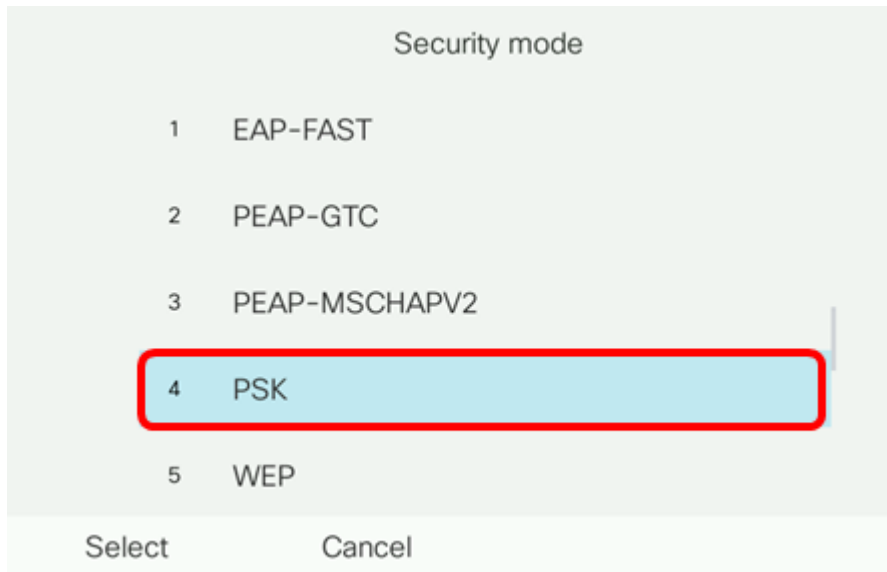 Security mode
1 EAP-FAST
2 PEAP-GTC
3 PEAP-MSCHAPV2
4 PSK
5 WEP
Select Cancel